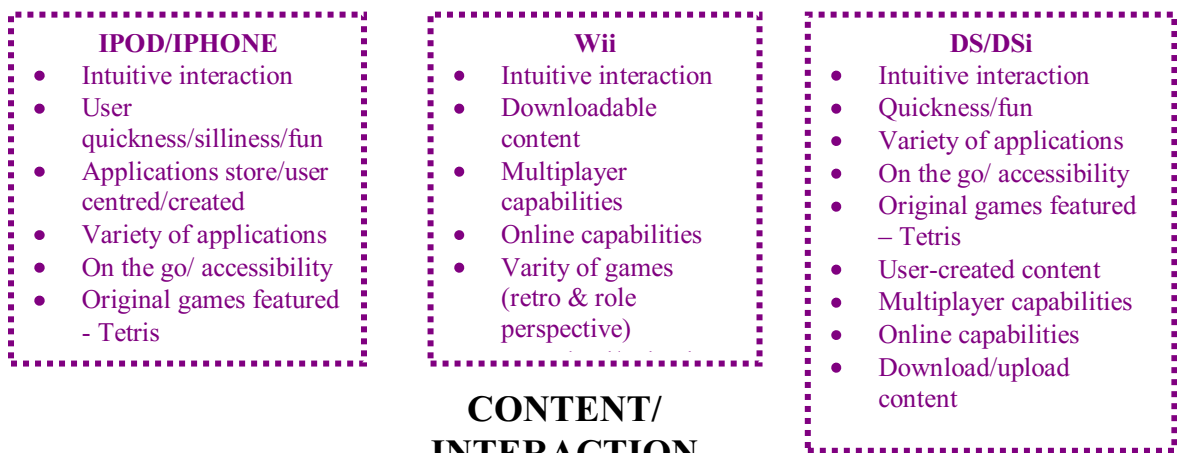 IPOD/IPHONE
• Intuitive interaction
• User
quickness/silliness/fun
• Applications store/user
centred/created
• Variety of applications
• On the go/ accessibility
• Original games featured
- Tetris
Wii
• Intuitive interaction
• Downloadable
content
• Multiplayer
capabilities
• Online capabilities
• Varity of games
(retro & role
perspective)
DS/DSi
• Intuitive interaction
• Quickness/fun
• Variety of applications
• On the go/ accessibility
• Original games featured
– Tetris
• User-created content
• Multiplayer capabilities
• Online capabilities
• Download/upload
content
CONTENT/
INTERACTION